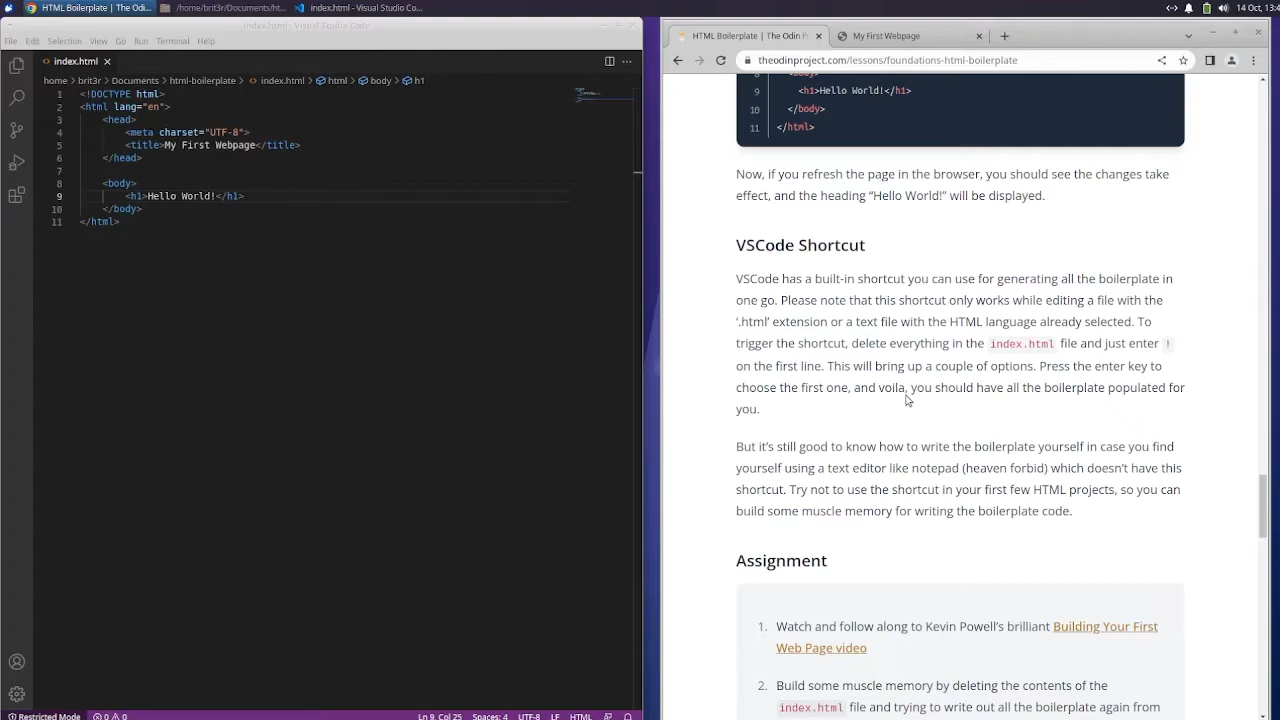 HTML Boilerplate | The Odi...
/home/brit3r/Documents/ht...
index.html - Visual Studio Co...
14 Oct, 13:4
index.html - Visual Studio Code
File Edit Selection View Go Run Terminal Help
index.html
home > brit3r > Documents > html-boilerplate > index.html > html > body > h1
1 <!DOCTYPE html>
2 <html lang="en">
3 <head>
4 <meta charset="UTF-8">
5 <title>My First Webpage</title>
6 </head>
7
8 <body>
9 <h1>Hello World!</h1>
10 </body>
11 </html>
Restricted Mode 0 0 Ln 9, Col 25 Spaces: 4 UTF-8 LF HTML
HTML Boilerplate | The Odin P
My First Webpage
theodinproject.com/lessons/foundations-html-boilerplate
8 <body>
9 <h1>Hello World!</h1>
10 </body>
11 </html>
Now, if you refresh the page in the browser, you should see the changes take
effect, and the heading “Hello World!” will be displayed.
VSCode Shortcut
VSCode has a built-in shortcut you can use for generating all the boilerplate in
one go. Please note that this shortcut only works while editing a file with the
‘.html’ extension or a text file with the HTML language already selected. To
trigger the shortcut, delete everything in the index.html file and just enter !
on the first line. This will bring up a couple of options. Press the enter key to
choose the first one, and voila, you should have all the boilerplate populated for
you.
But it’s still good to know how to write the boilerplate yourself in case you find
yourself using a text editor like notepad (heaven forbid) which doesn’t have this
shortcut. Try not to use the shortcut in your first few HTML projects, so you can
build some muscle memory for writing the boilerplate code.
Assignment
1. Watch and follow along to Kevin Powell’s brilliant Building Your First
Web Page video
2. Build some muscle memory by deleting the contents of the
index.html file and trying to write out all the boilerplate again from